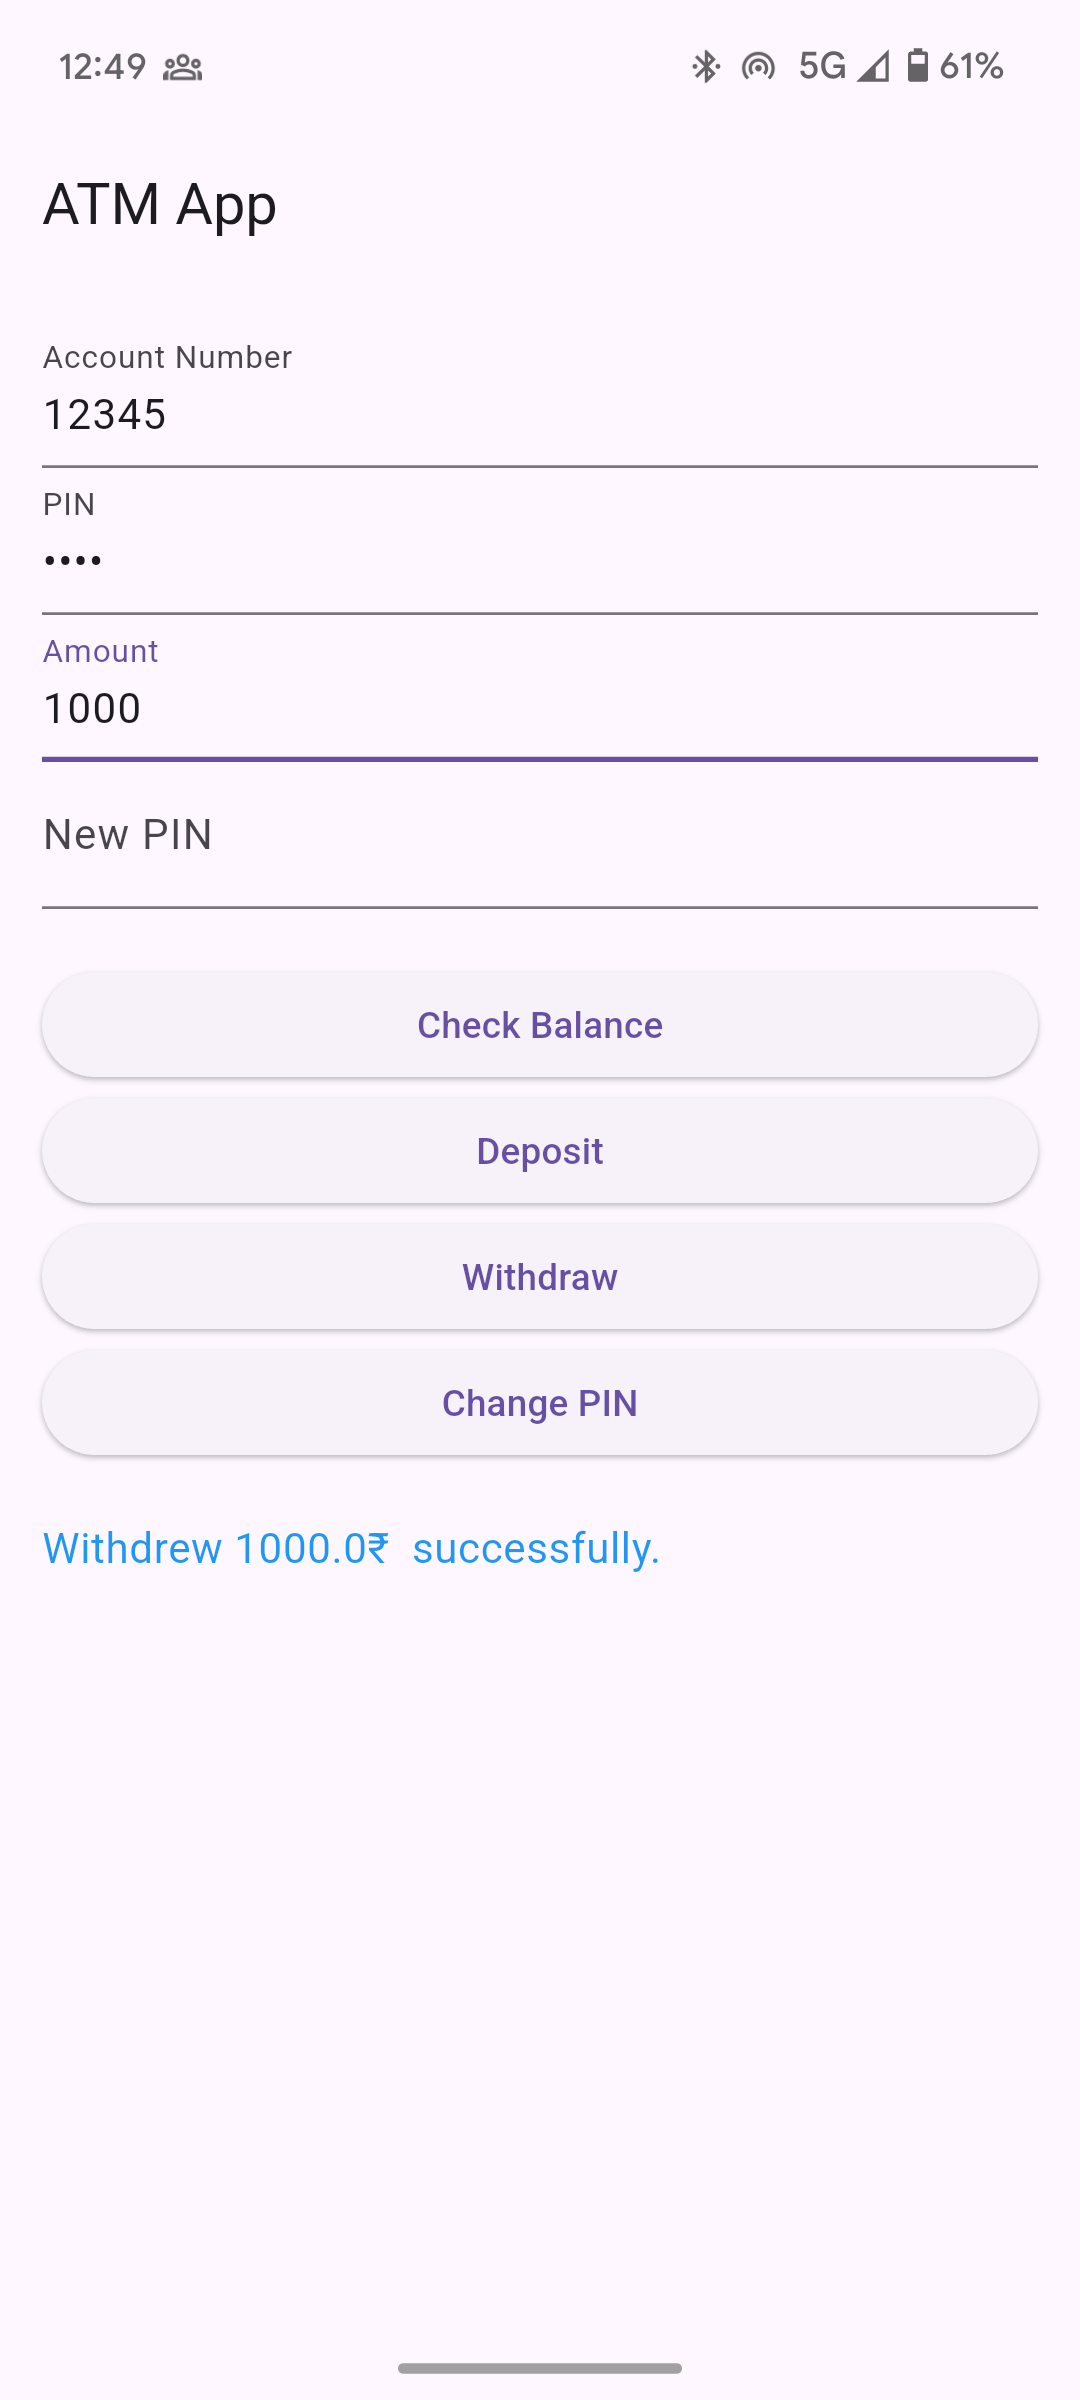 12:49 5G 61%
ATM App
Account Number
12345
PIN
••••
Amount
1000
New PIN
Check Balance
Deposit
Withdraw
Change PIN
Withdrew 1000.0₹  successfully.